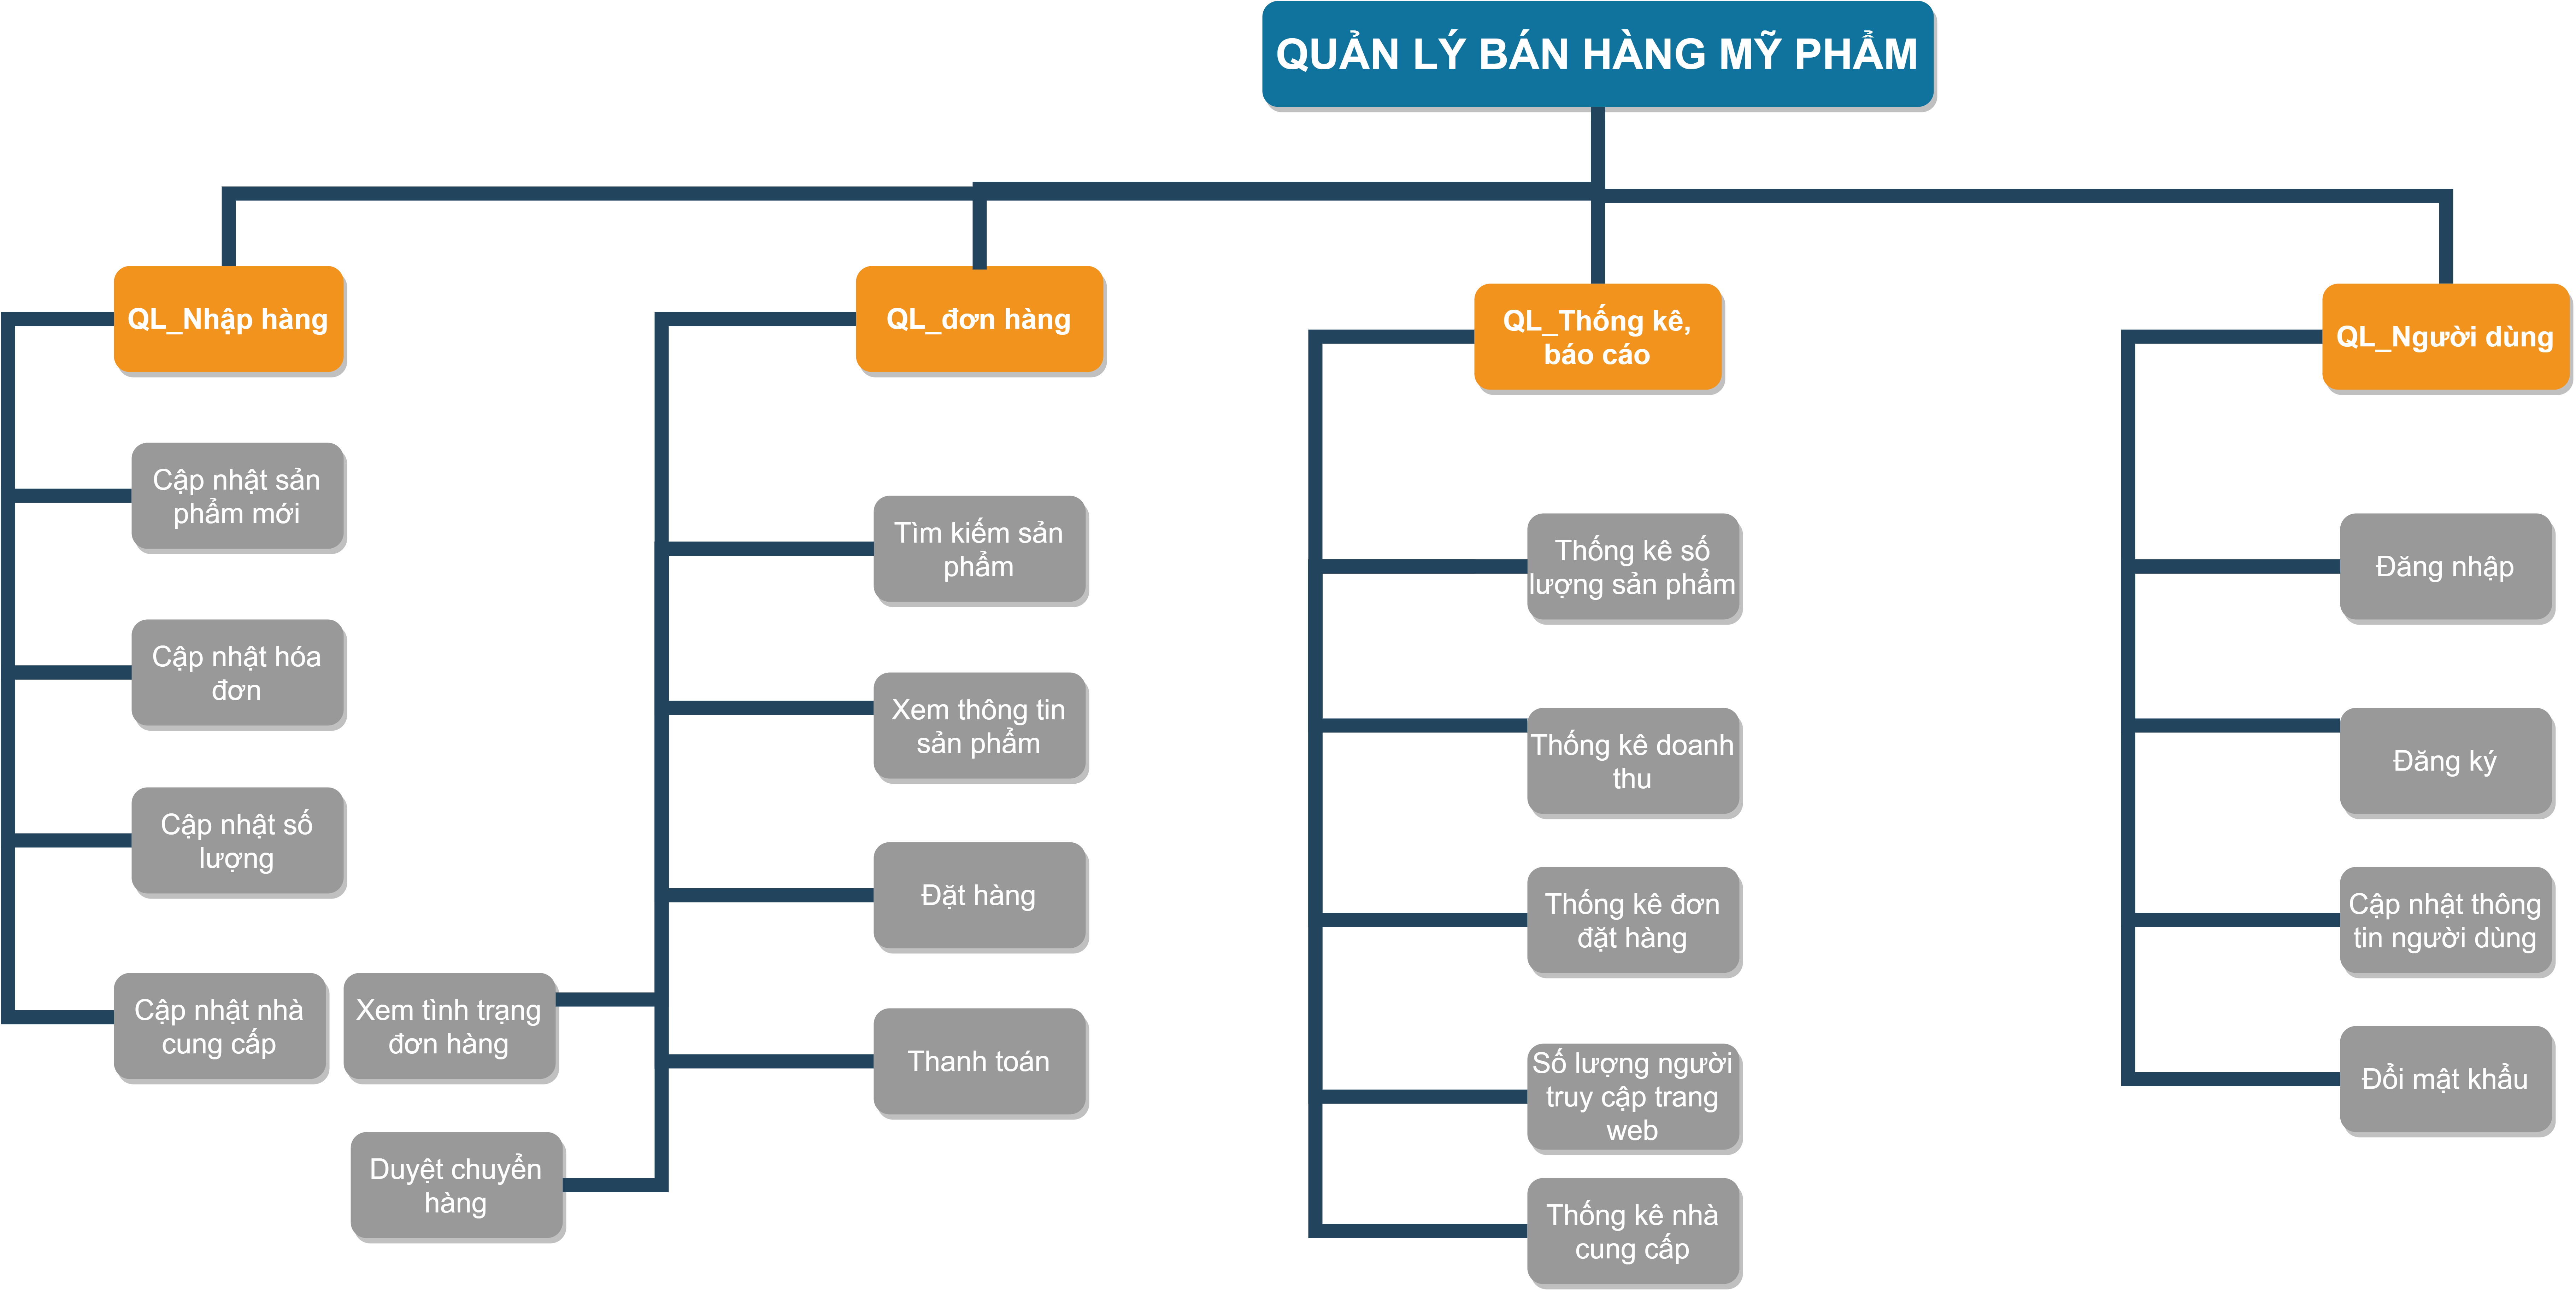 QUẢN LÝ BÁN HÀNG MỸ PHẨM
QL_Nhập hàng
Cập nhật sản
phẩm mới
Cập nhật hóa
đơn
Cập nhật số
lượng
Cập nhật nhà
cung cấp
QL_đơn hàng
Tìm kiếm sản
phẩm
Xem thông tin
sản phẩm
Đặt hàng
Thanh toán
Xem tình trạng
đơn hàng
Duyệt chuyển
hàng
QL_Thống kê,
báo cáo
Thống kê số
lượng sản phẩm
Thống kê doanh
thu
Thống kê đơn
đặt hàng
Số lượng người
truy cập trang
web
Thống kê nhà
cung cấp
QL_Người dùng
Đăng nhập
Đăng ký
Cập nhật thông
tin người dùng
Đổi mật khẩu